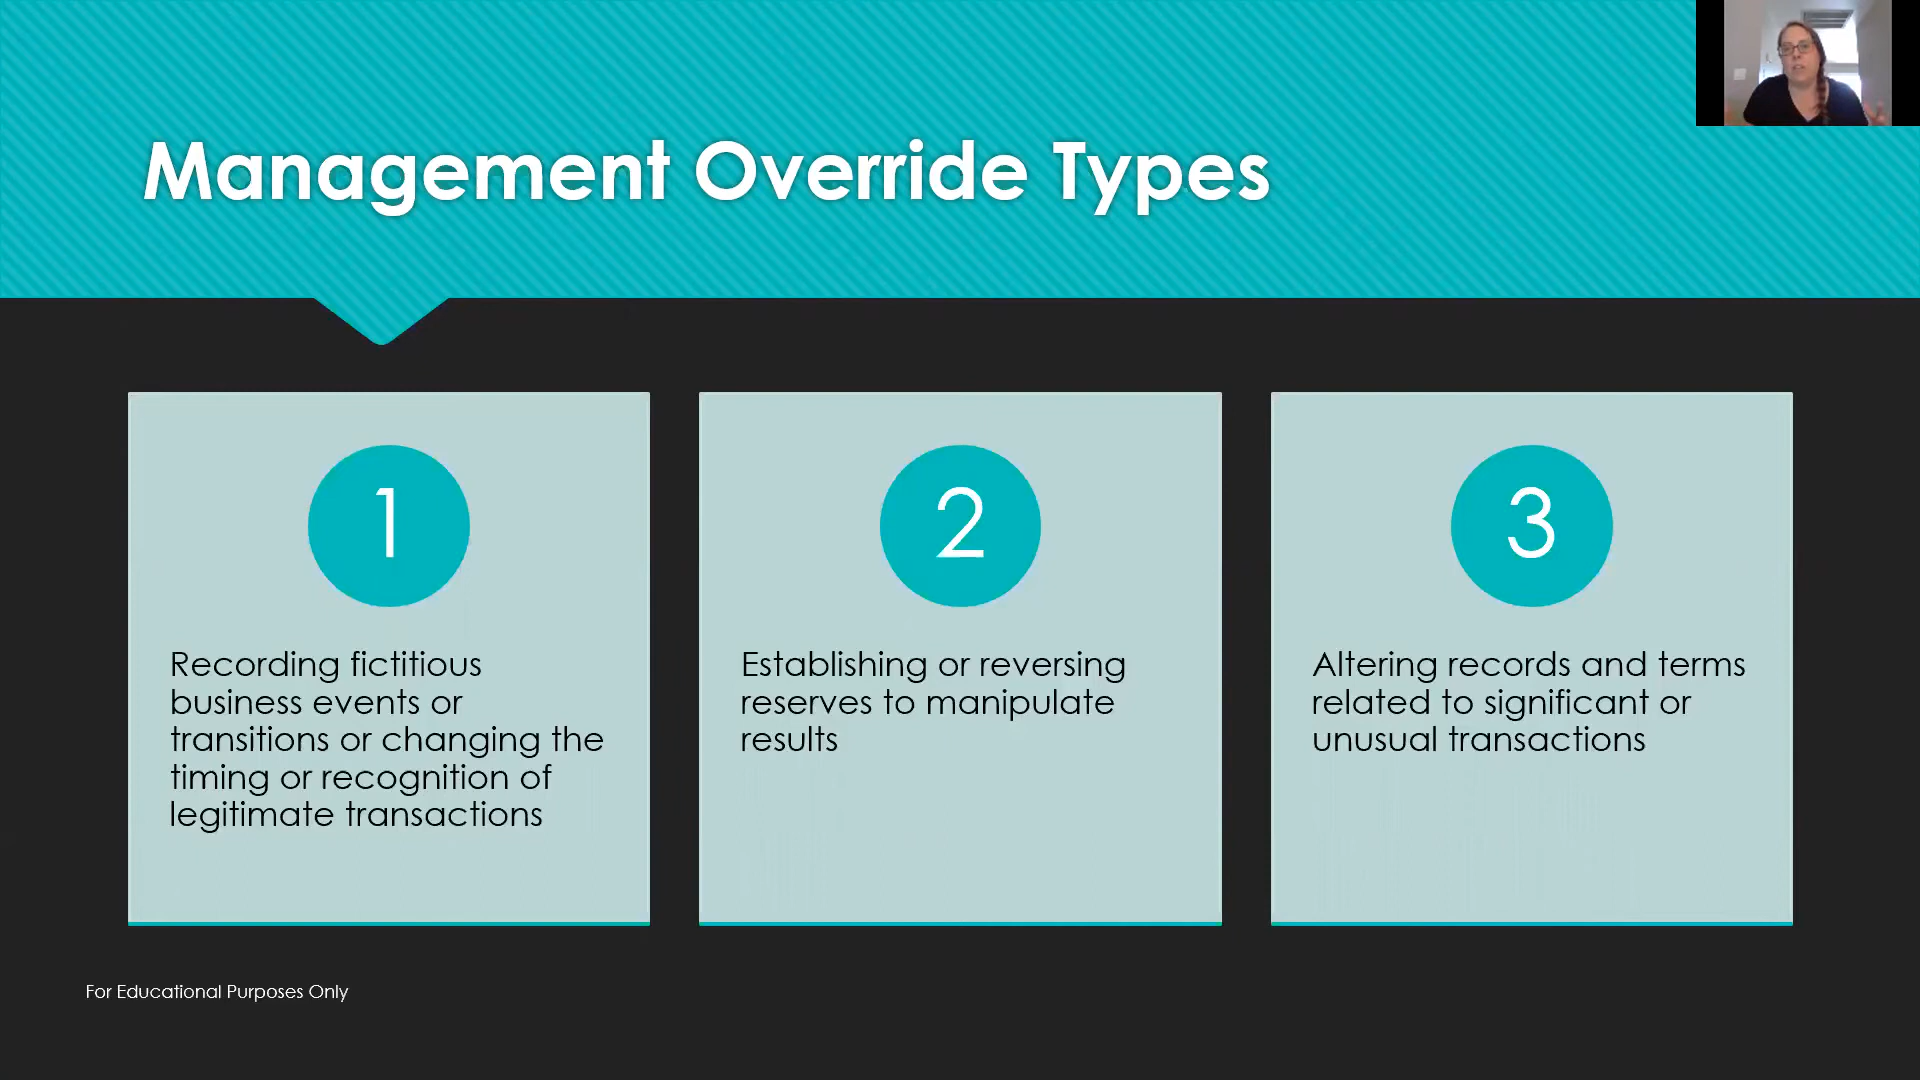 Management Override Types
1
Recording fictitious
business events or
transitions or changing the
timing or recognition of
legitimate transactions
2
Establishing or reversing
reserves to manipulate
results
3
Altering records and terms
related to significant or
unusual transactions
For Educational Purposes Only